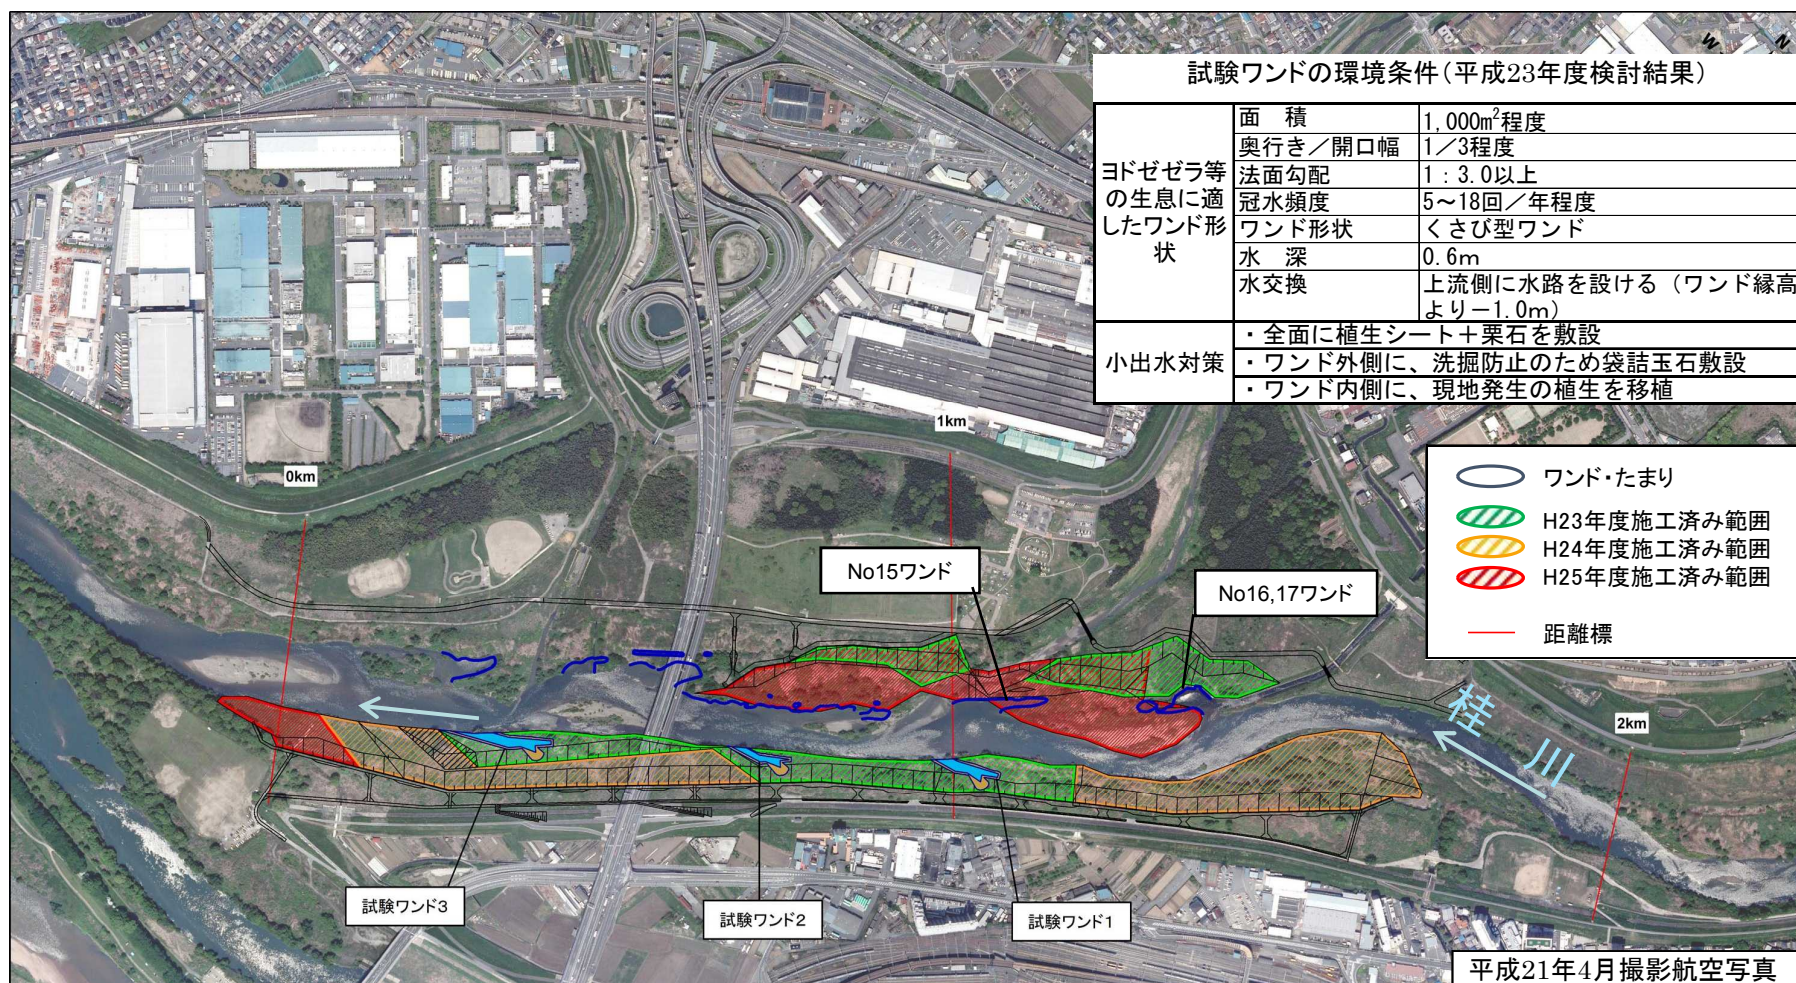 W
N
試験ワンドの環境条件(平成23年度検討結果)
ヨドゼゼラ等
の生息に適
したワンド形
状
面　積
1,000㎡程度
奥行き／開口幅
1／3程度
法面勾配
1：3.0以上
冠水頻度
5～18回／年程度
ワンド形状
くさび型ワンド
水　深
0.6m
水交換
上流側に水路を設ける（ワンド縁高
より－1.0m）
小出水対策
・全面に植生シート＋栗石を敷設
・ワンド外側に、洗掘防止のため袋詰玉石敷設
・ワンド内側に、現地発生の植生を移植
ワンド・たまり
H23年度施工済み範囲
H24年度施工済み範囲
H25年度施工済み範囲
距離標
0km
1km
2km
No15ワンド
No16,17ワンド
桂川
試験ワンド3
試験ワンド2
試験ワンド1
平成21年4月撮影航空写真